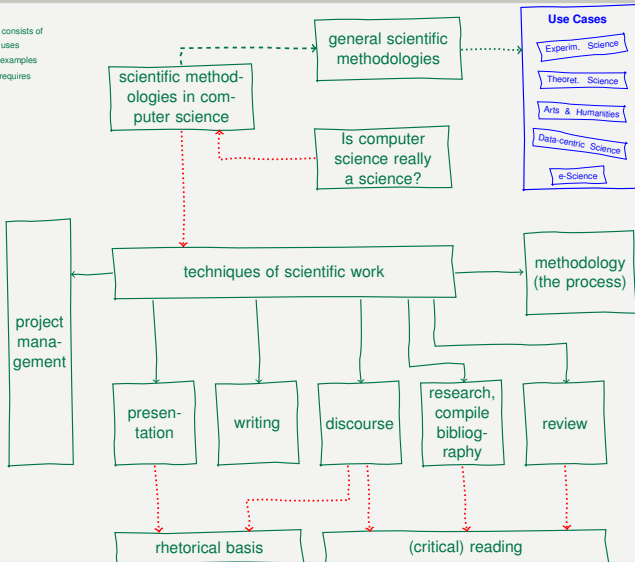 consists of
uses
examples
requires
general scientific
methodologies
Use Cases
Experim. Science
Theoret. Science
Arts & Humanities
Data-centric Science
e-Science
scientific method-
ologies in com-
puter science
Is computer
science really
a science?
techniques of scientific work
methodology
(the process)
project
mana-
gement
presen-
tation
writing
discourse
research,
compile
bibliog-
raphy
review
rhetorical basis
(critical) reading